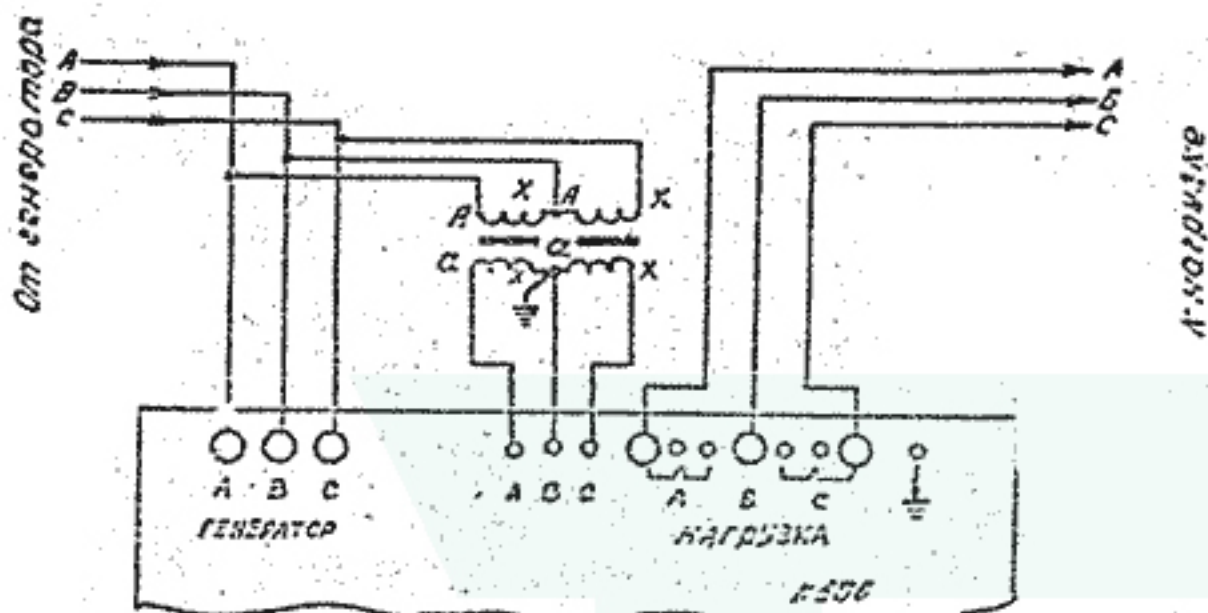 От генератора
А
В
С
А
Б
С
К нагрузке
X
А
X
А
а
а
X
X
А В С
ГЕНЕРАТОР
А В С
А
В
С
НАГРУЗКА